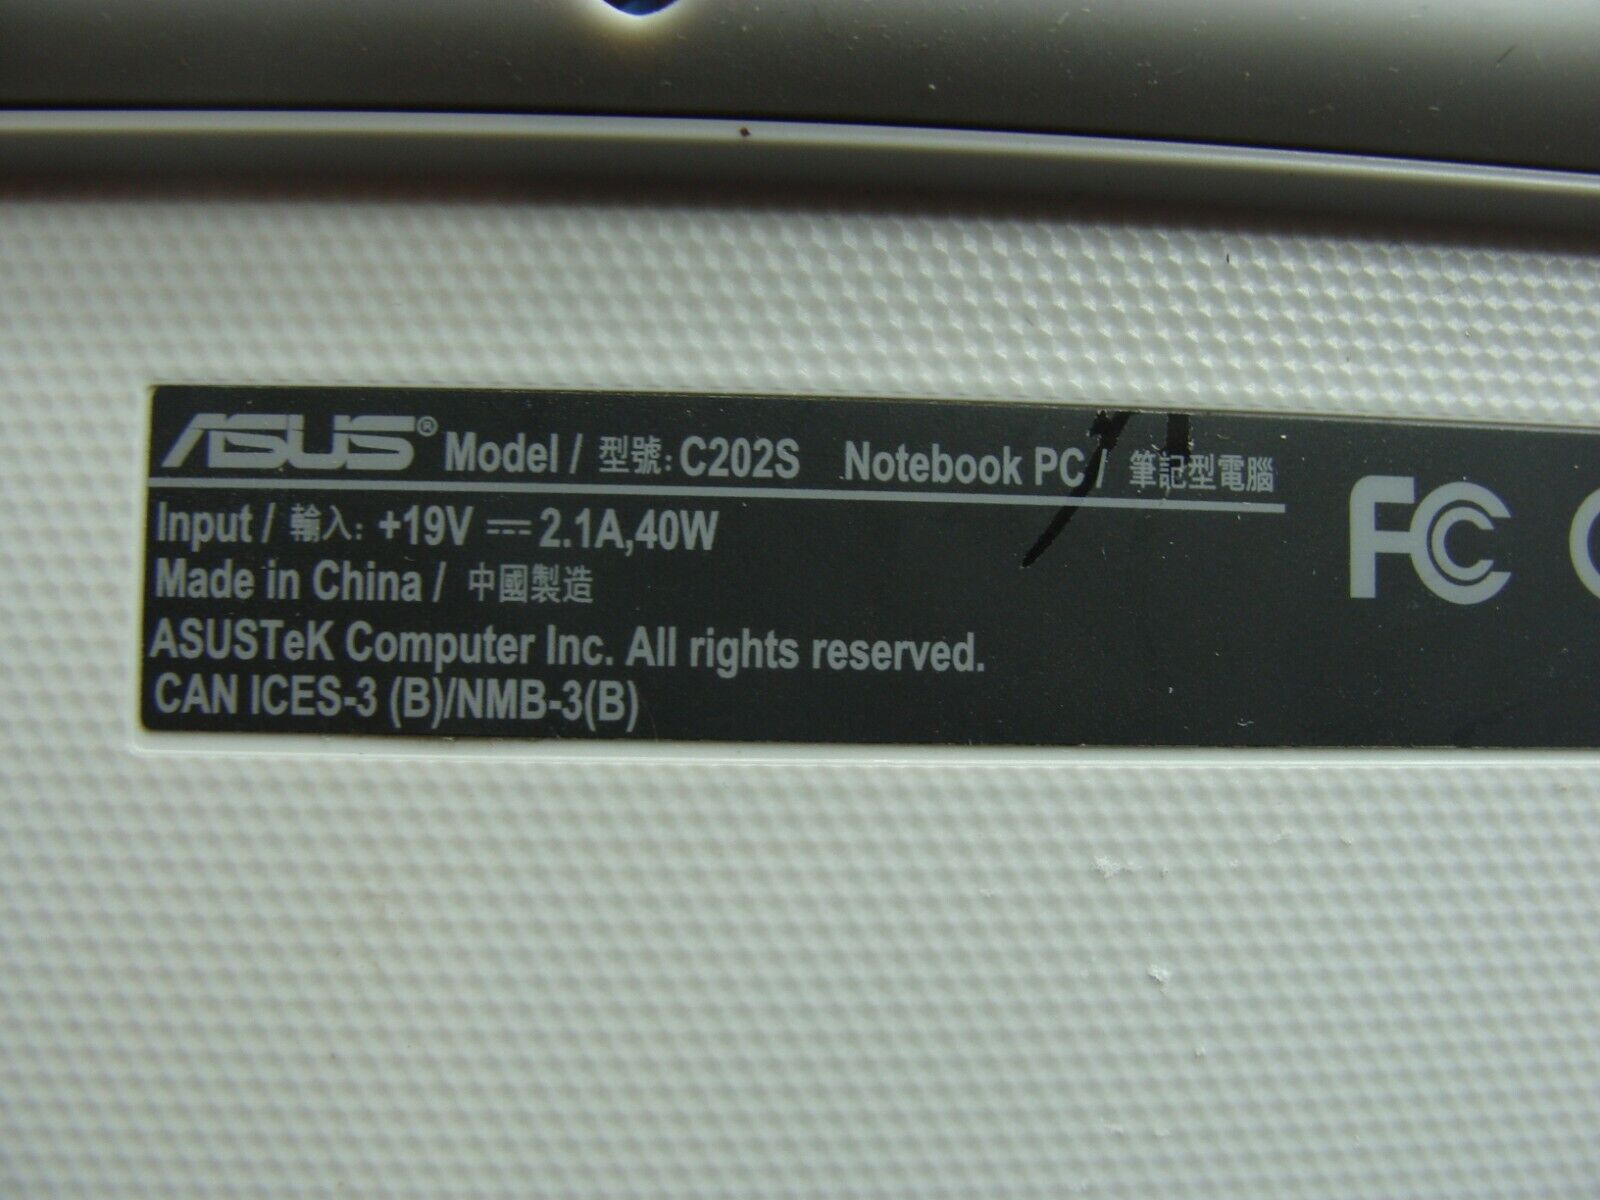 ASUS® Model / 型號: C202S Notebook PC / 筆記型電腦
Input / 輸入: +19V ⎓ 2.1A,40W
Made in China / 中國製造
ASUSTeK Computer Inc. All rights reserved.
CAN ICES-3 (B)/NMB-3(B)
FC